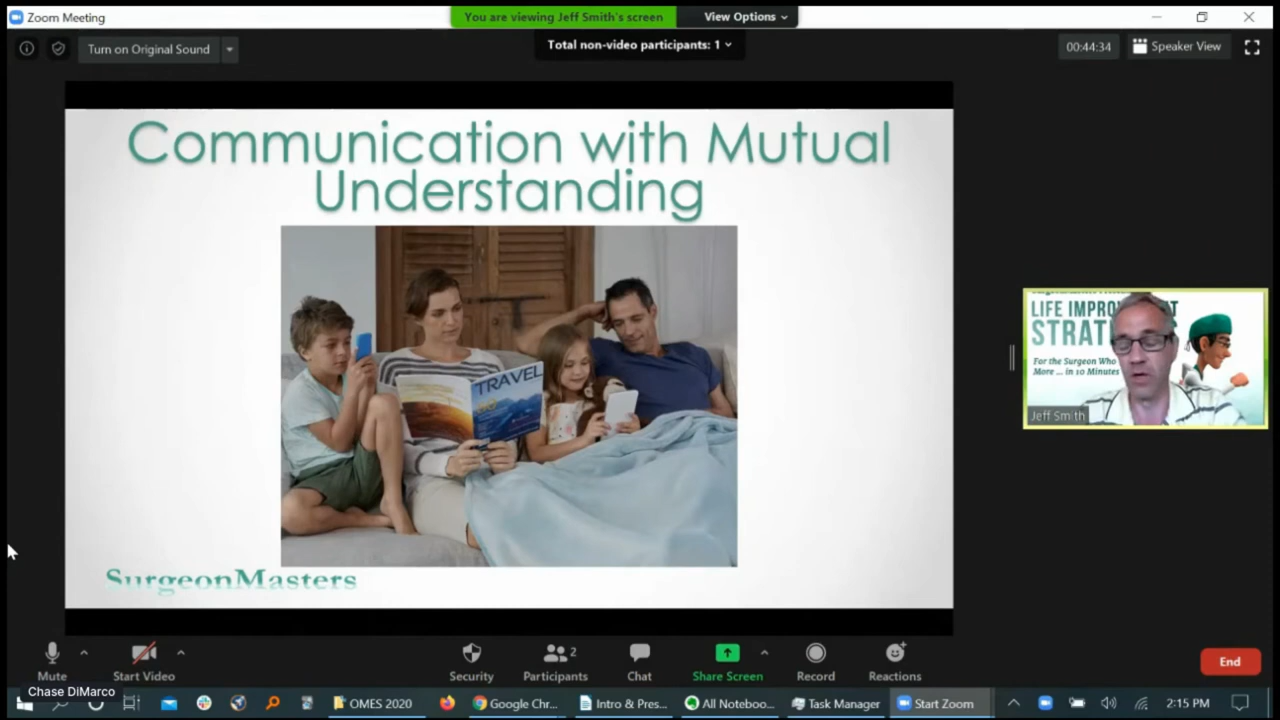 Zoom Meeting
You are viewing Jeff Smith's screen
View Options
Turn on Original Sound
Total non-video participants: 1
00:44:34
Speaker View
Communication with Mutual
Understanding
TRAVEL
SurgeonMasters
LIFE
STRAT
For the Surgeon Who
More ... in 10 Minutes
Jeff Smith
Mute
Start Video
Security
Participants
2
Chat
Share Screen
Record
Reactions
End
Chase DiMarco
OMES 2020
Google Chr...
Intro & Pres...
All Noteboo...
Task Manager
Start Zoom
2:15 PM